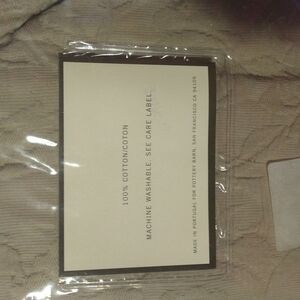 100% COTTON/COTON
MACHINE WASHABLE. SEE CARE LABEL.
MADE IN PORTUGAL FOR POTTERY BARN, SAN FRANCISCO CA 94109